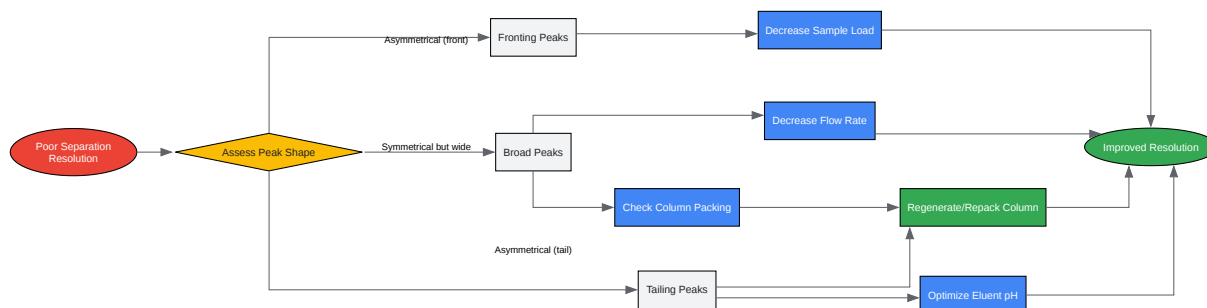 Poor Separation
Resolution
Assess Peak Shape
Asymmetrical (front)
Fronting Peaks
Decrease Sample Load
Symmetrical but wide
Broad Peaks
Decrease Flow Rate
Improved Resolution
Check Column Packing
Regenerate/Repack Column
Asymmetrical (tail)
Tailing Peaks
Optimize Eluent pH